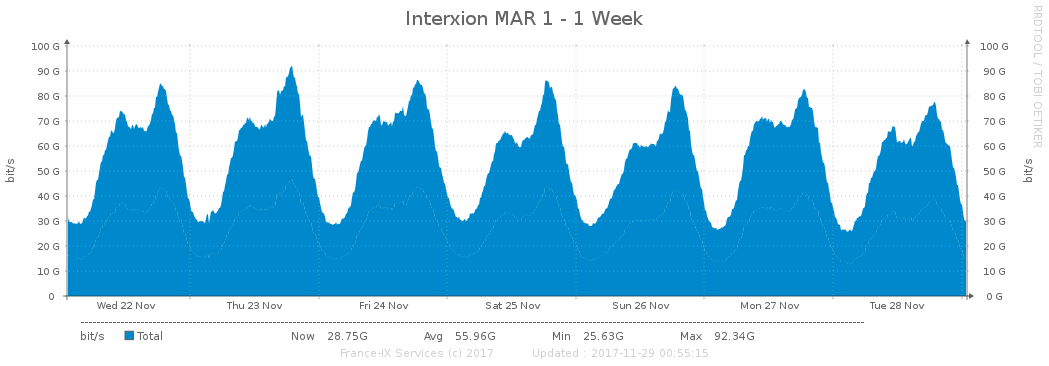 Interxion MAR 1 - 1 Week
RRDTOOL / TOBI OETIKER
bit/s
100 G 100 G
90 G 90 G
80 G 80 G
70 G 70 G
60 G 60 G
50 G 50 G
40 G 40 G
30 G 30 G
20 G 20 G
10 G 10 G
0 0 G
bit/s
Wed 22 Nov Thu 23 Nov Fri 24 Nov Sat 25 Nov Sun 26 Nov Mon 27 Nov Tue 28 Nov
bit/s Total Now 28.75G Avg 55.96G Min 25.63G Max 92.34G
France-IX Services (c) 2017 Updated : 2017-11-29 00:55:15